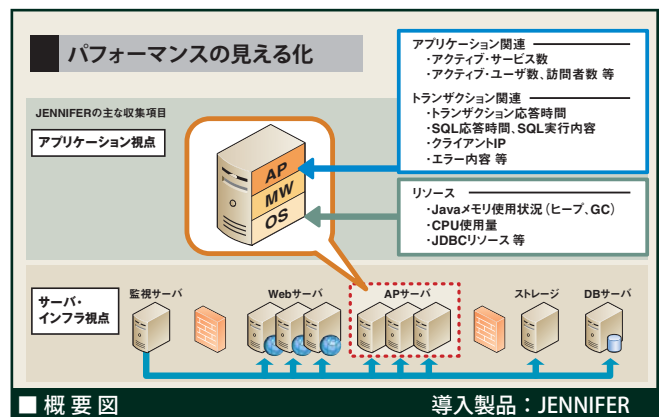 パフォーマンスの見える化
アプリケーション関連
・アクティブ・サービス数
・アクティブ・ユーザ数、訪問者数 等
トランザクション関連
・トランザクション応答時間
・SQL応答時間、SQL実行内容
・クライアントIP
・エラー内容 等
JENNIFERの主な収集項目
アプリケーション視点
AP
MW
OS
リソース
・Javaメモリ使用状況(ヒープ、GC)
・CPU使用量
・JDBCリソース 等
サーバ・
インフラ視点
監視サーバ
Webサーバ
APサーバ
ストレージ
DBサーバ
■ 概要図
導入製品:JENNIFER